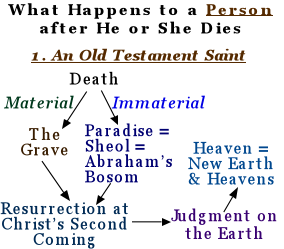 What Happens to a Person
after He or She Dies
1. An Old Testament Saint
Death
Material
Immaterial
The
Grave
Paradise =
Sheol =
Abraham's
Bosom
Heaven =
New Earth
& Heavens
Resurrection at
Christ's Second
Coming
Judgment on
the Earth